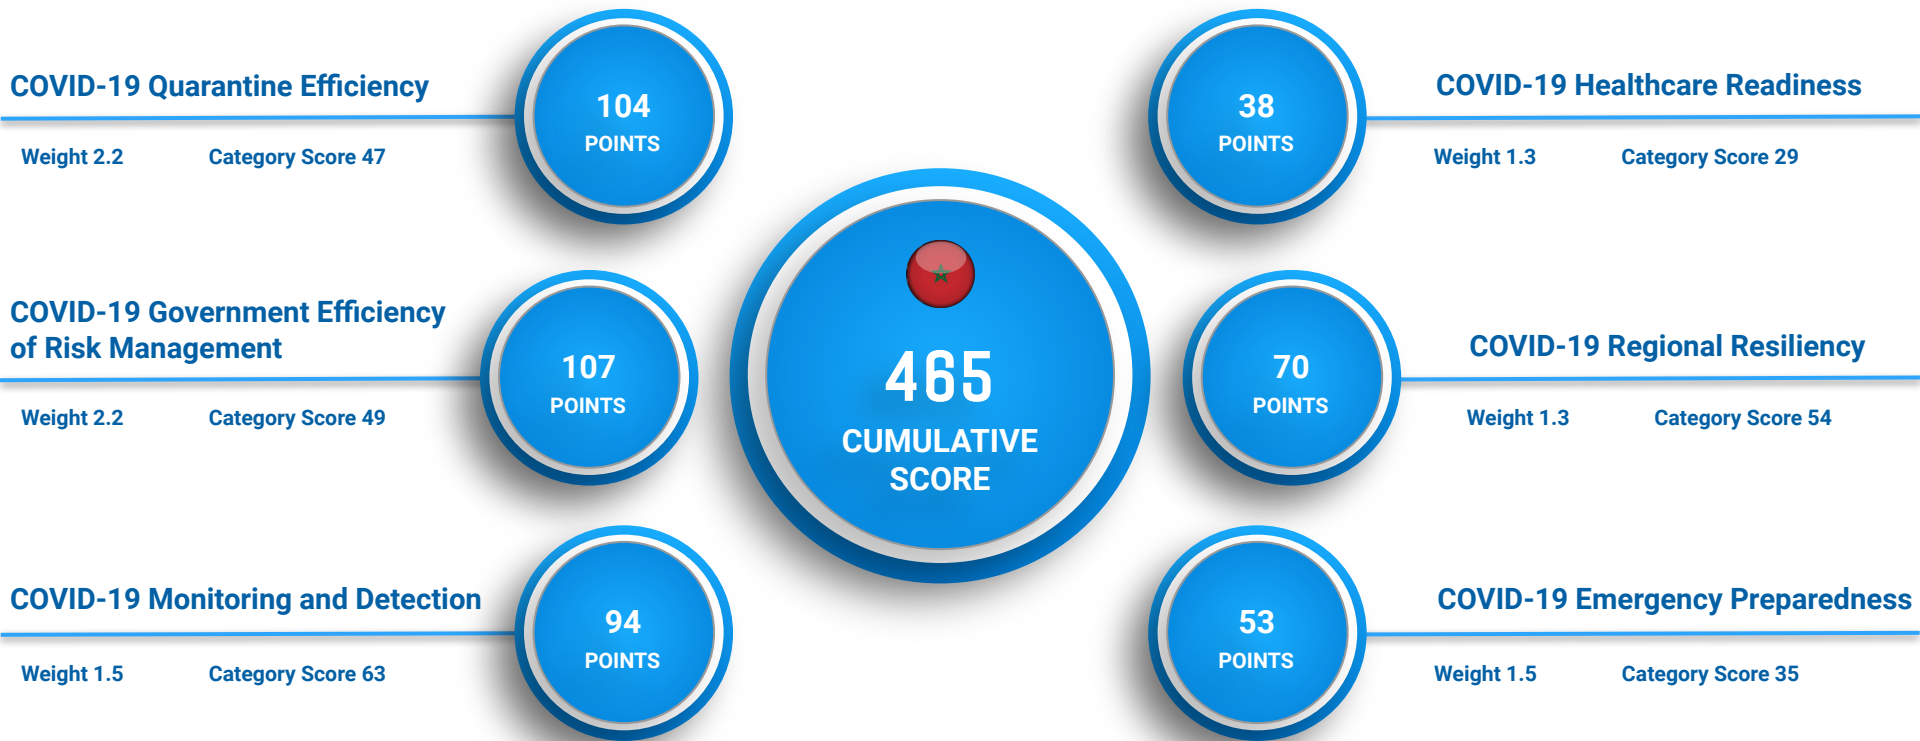 COVID-19 Quarantine Efficiency
Weight 2.2 Category Score 47
104
POINTS
COVID-19 Government Efficiency
of Risk Management
Weight 2.2 Category Score 49
107
POINTS
COVID-19 Monitoring and Detection
Weight 1.5 Category Score 63
94
POINTS
465
CUMULATIVE
SCORE
38
POINTS
COVID-19 Healthcare Readiness
Weight 1.3 Category Score 29
70
POINTS
COVID-19 Regional Resiliency
Weight 1.3 Category Score 54
53
POINTS
COVID-19 Emergency Preparedness
Weight 1.5 Category Score 35